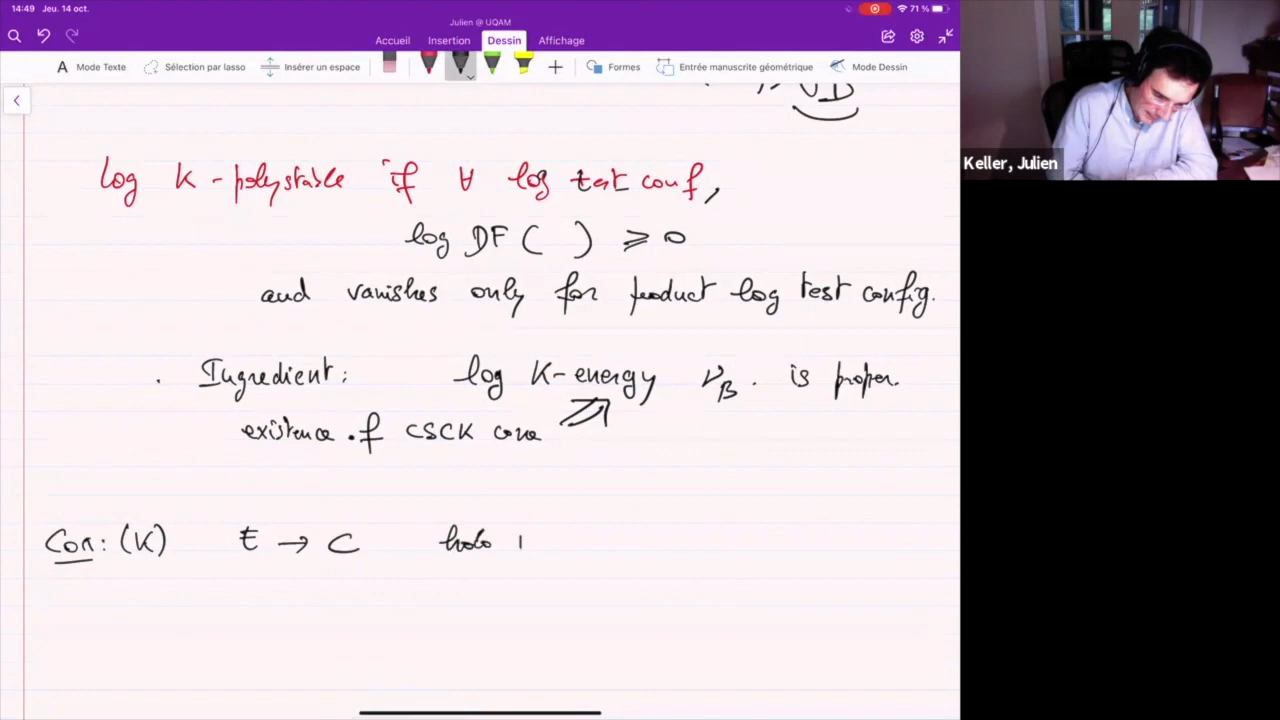 14:49 Jeu. 14 oct.
71 %
Julien @ UQAM
Accueil Insertion Dessin Affichage
A Mode Texte Sélection par lasso Insérer un espace Formes Entrée manuscrite géométrique Mode Dessin
Keller, Julien
log K-polystable if ∀ log test conf,
log DF( ) ⩾ 0
and vanishes only for product log test config.
. Ingredient: log K-energy ν_B. is proper.
existence of CSCK cone ⇗
Cor: (K) E → C holo